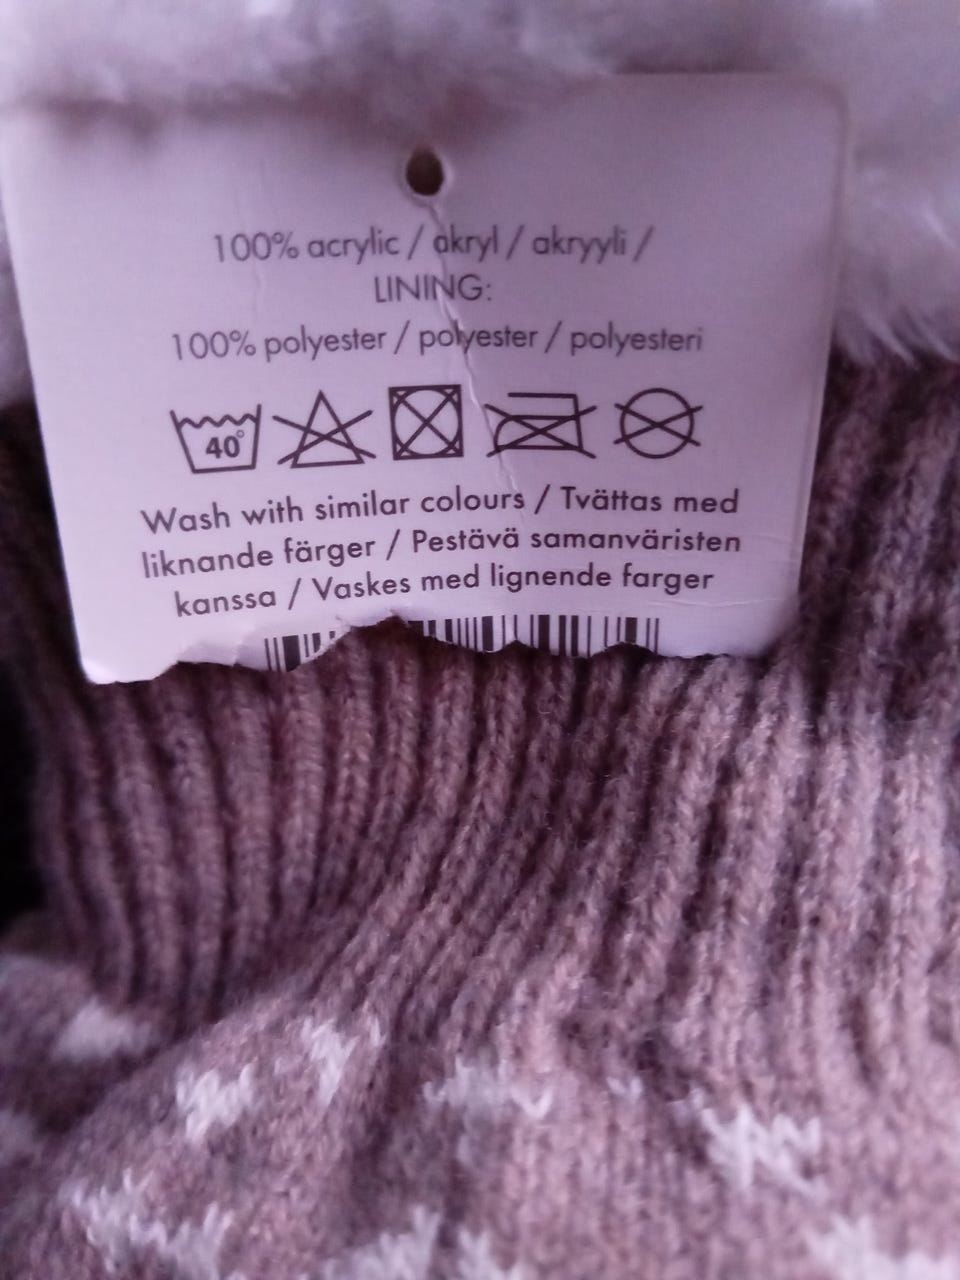 100% acrylic / akryl / akryyli /
LINING:
100% polyester / polyester / polyesteri
40°
Wash with similar colours / Tvättas med
liknande färger / Pestävä samanväristen
kanssa / Vaskes med lignende farger